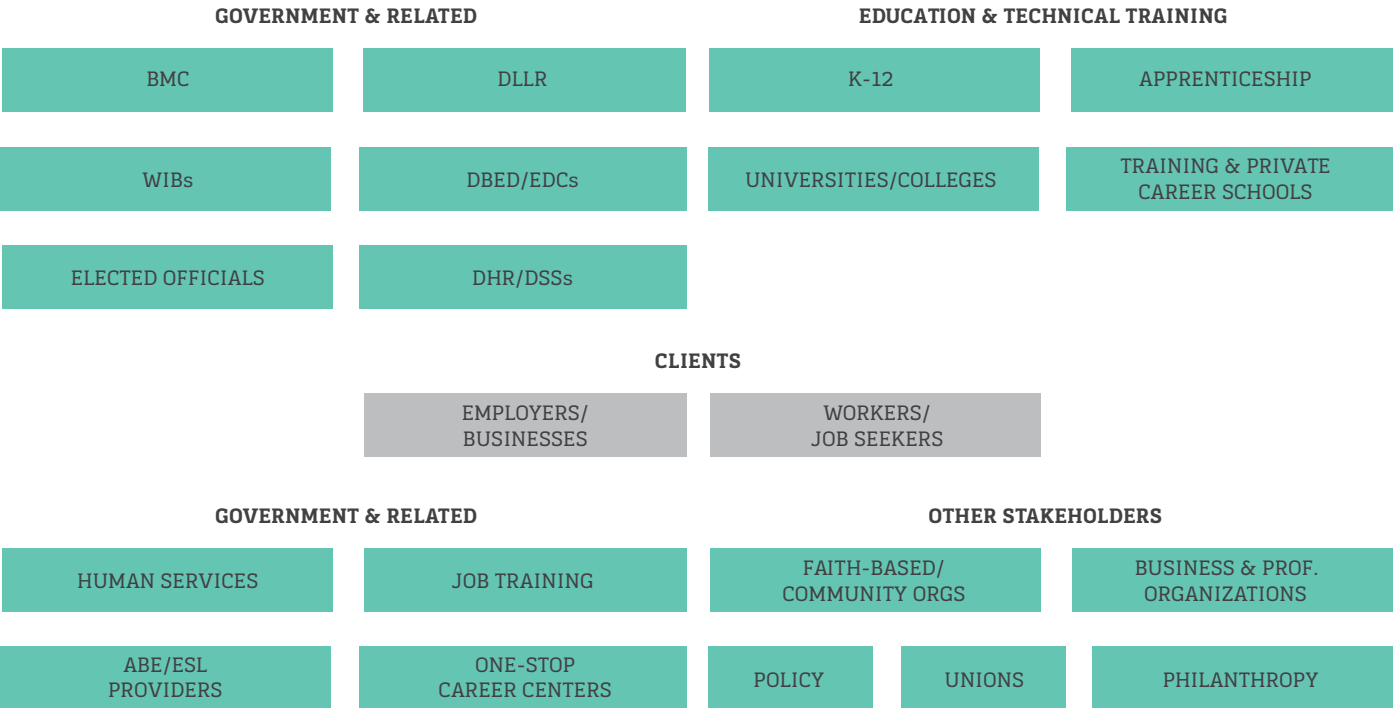 GOVERNMENT & RELATED
EDUCATION & TECHNICAL TRAINING
BMC
DLLR
K-12
APPRENTICESHIP
WIBs
DBED/EDCs
UNIVERSITIES/COLLEGES
TRAINING & PRIVATE
CAREER SCHOOLS
ELECTED OFFICIALS
DHR/DSSs
CLIENTS
EMPLOYERS/
BUSINESSES
WORKERS/
JOB SEEKERS
GOVERNMENT & RELATED
OTHER STAKEHOLDERS
HUMAN SERVICES
JOB TRAINING
FAITH-BASED/
COMMUNITY ORGS
BUSINESS & PROF.
ORGANIZATIONS
ABE/ESL
PROVIDERS
ONE-STOP
CAREER CENTERS
POLICY
UNIONS
PHILANTHROPY